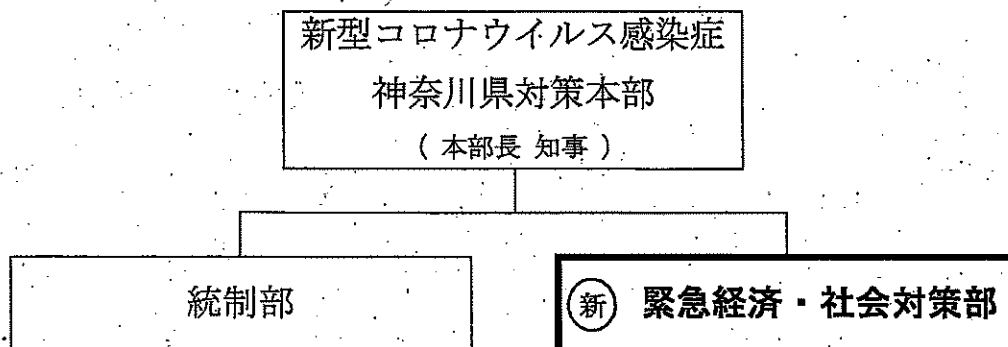 新型コロナウイルス感染症
神奈川県対策本部
( 本部長 知事 )
統制部
新 緊急経済・社会対策部